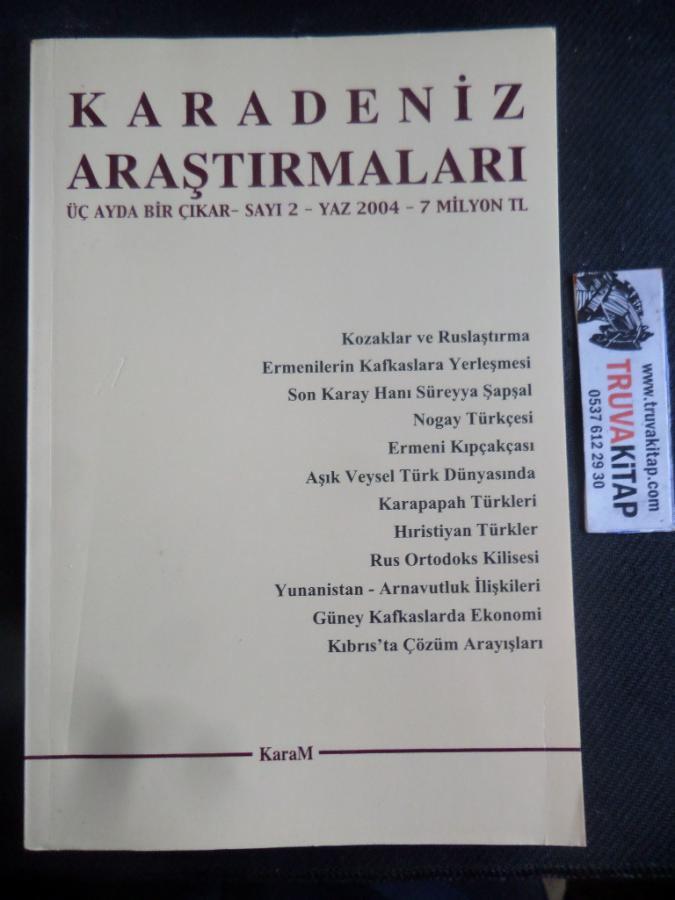 KARADENİZ
ARAŞTIRMALARI
ÜÇ AYDA BİR ÇIKAR- SAYI 2 - YAZ 2004 - 7 MİLYON TL
Kozaklar ve Ruslaştırma
Ermenilerin Kafkaslara Yerleşmesi
Son Karay Hanı Süreyya Şapşal
Nogay Türkçesi
Ermeni Kıpçakçası
Aşık Veysel Türk Dünyasında
Karapapah Türkleri
Hıristiyan Türkler
Rus Ortodoks Kilisesi
Yunanistan - Arnavutluk İlişkileri
Güney Kafkaslarda Ekonomi
Kıbrıs'ta Çözüm Arayışları
KaraM
www.truvakitap.com
TRUVAKİTAP
0537 612 29 30